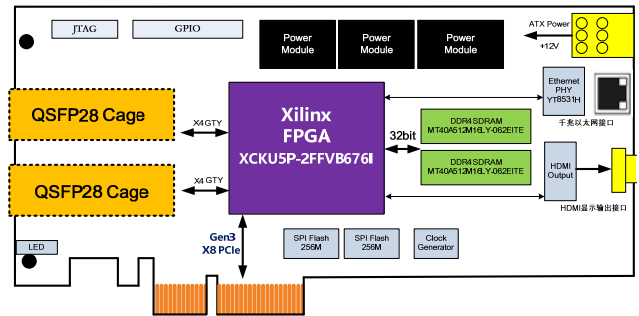 JTAG
GPIO
Power
Module
Power
Module
Power
Module
ATX Power
+12V
QSFP28 Cage
X4 GTY
QSFP28 Cage
X4 GTY
Xilinx
FPGA
XCKU5P-2FFVB676I
32bit
DDR4 SDRAM
MT40A512M16LY-062EITE
DDR4 SDRAM
MT40A512M16LY-062EITE
Ethernet
PHY
YT8531H
千兆以太网接口
HDMI
Output
HDMI显示输出接口
LED
Gen3
X8 PCIe
SPI Flash
256M
SPI Flash
256M
Clock
Generator